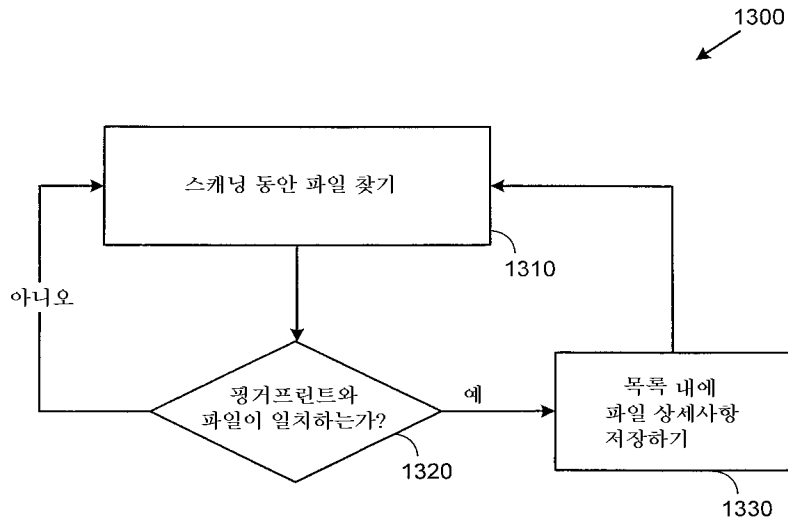 1300
스캐닝 동안 파일 찾기
1310
아니오
핑거프린트와
파일이 일치하는가?
예
1320
목록 내에
파일 상세사항
저장하기
1330